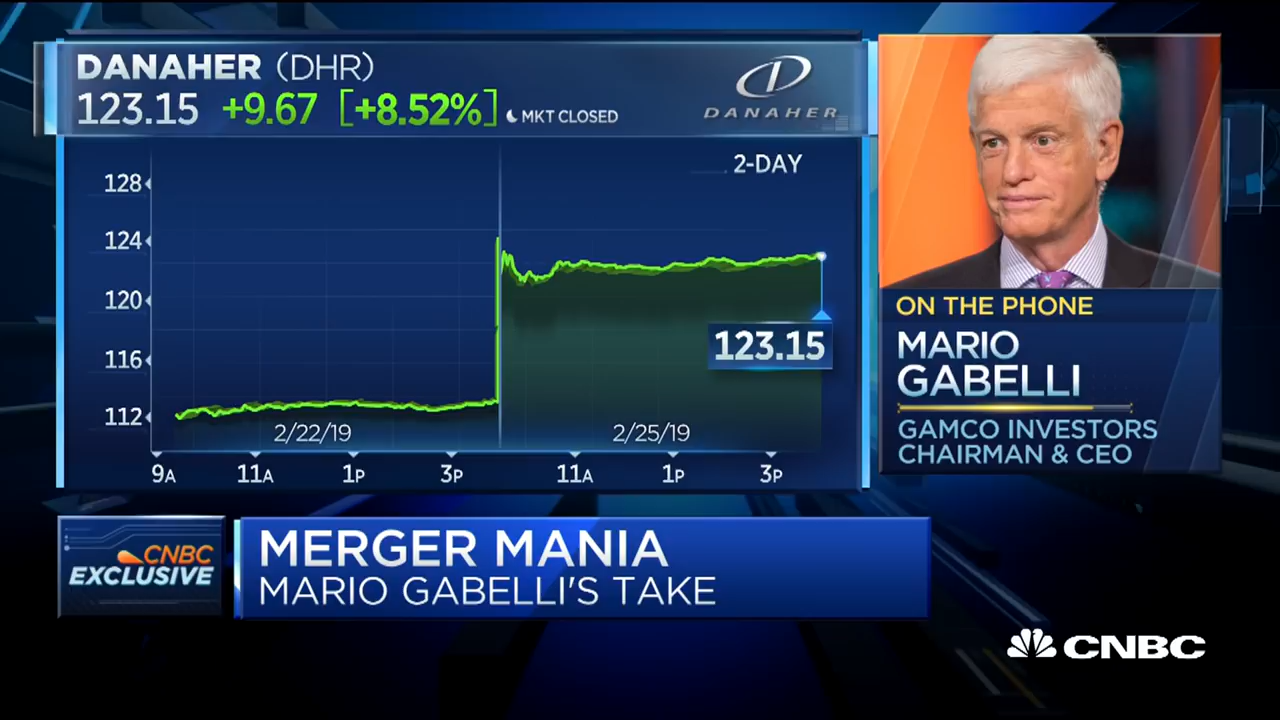 DANAHER (DHR)
123.15 +9.67 [+8.52%] MKT CLOSED
DANAHER
2-DAY
128
124
120
116
112
123.15
2/22/19 2/25/19
9A 11A 1P 3P 11A 1P 3P
ON THE PHONE
MARIO
GABELLI
GAMCO INVESTORS
CHAIRMAN & CEO
CNBC
EXCLUSIVE
MERGER MANIA
MARIO GABELLI'S TAKE
CNBC